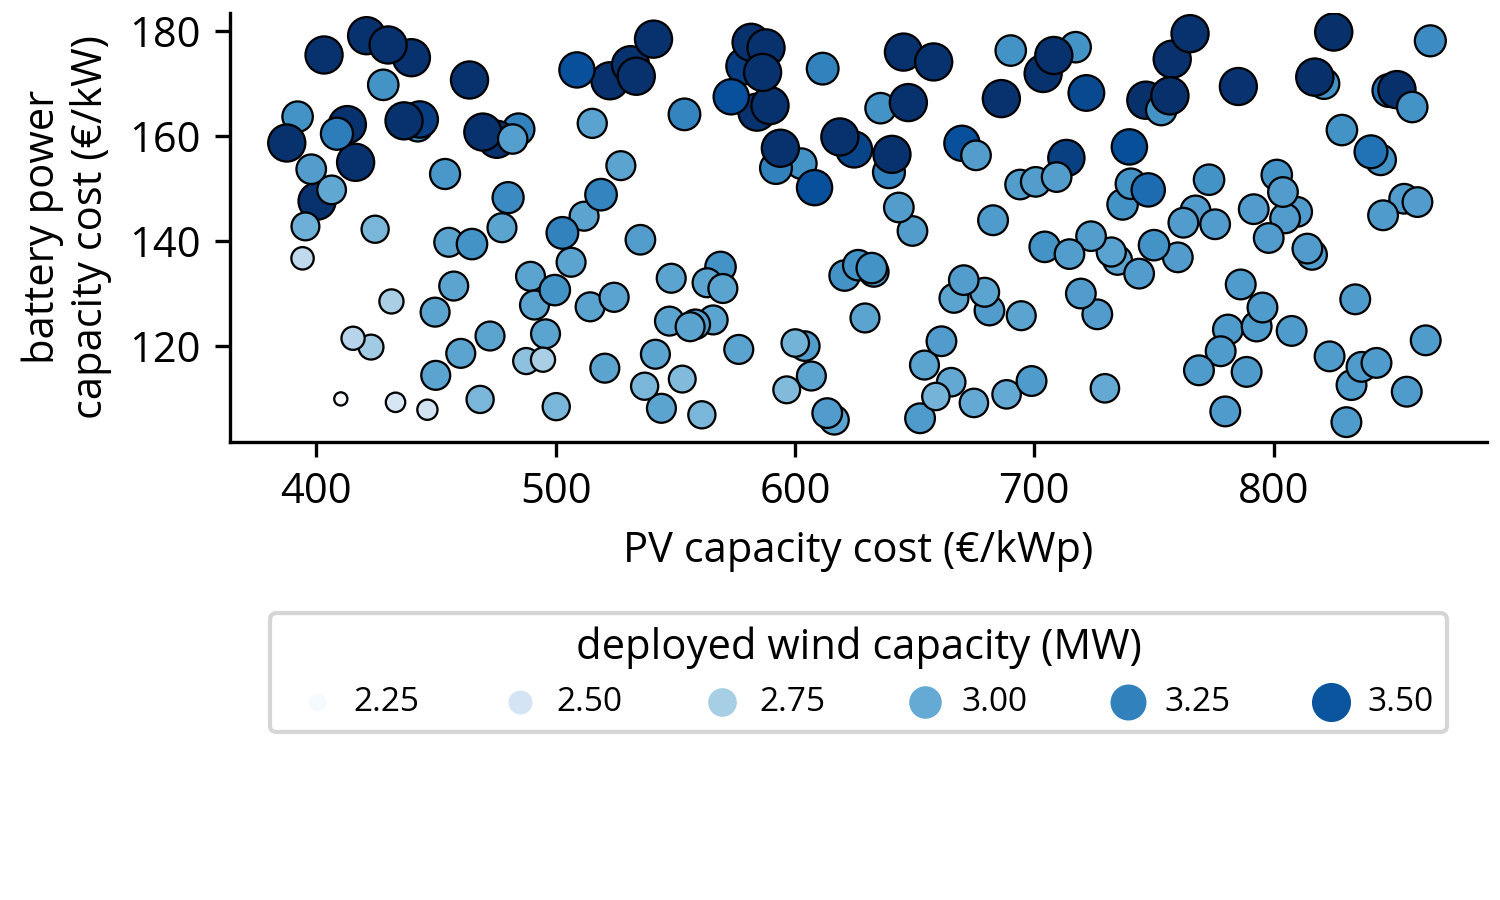 battery power
capacity cost (€/kW)
180
160
140
120
400 500 600 700 800
PV capacity cost (€/kWp)
deployed wind capacity (MW)
2.25 2.50 2.75 3.00 3.25 3.50